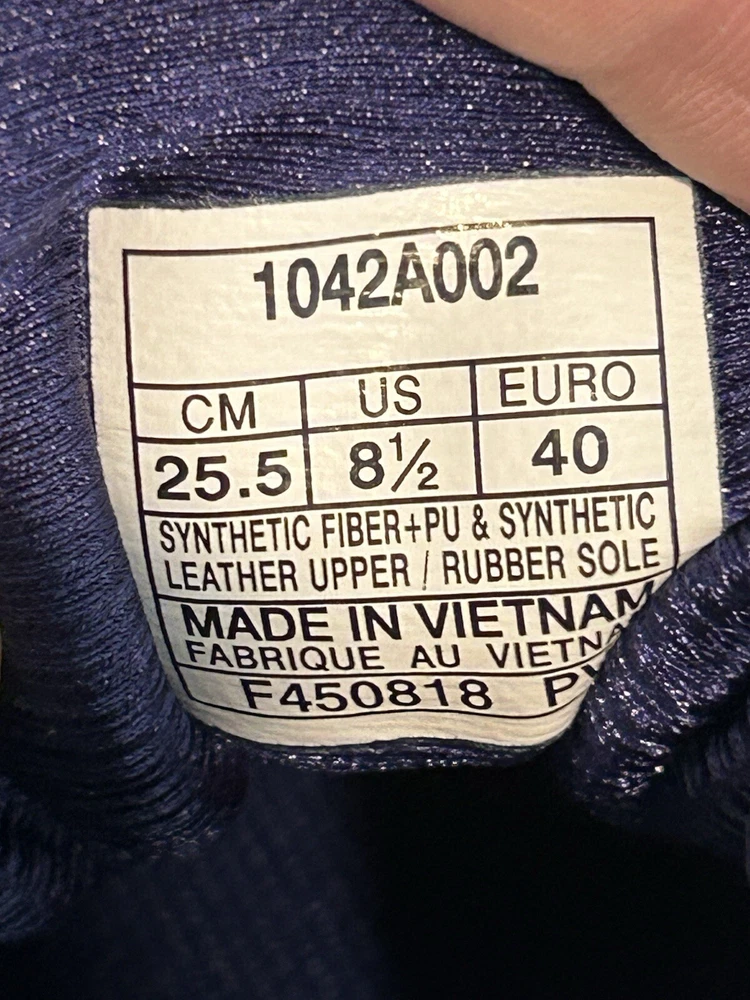 1042A002
CM US EURO
25.5 8½ 40
SYNTHETIC FIBER+PU & SYNTHETIC
LEATHER UPPER / RUBBER SOLE
MADE IN VIETNAM
FABRIQUE AU
F450818